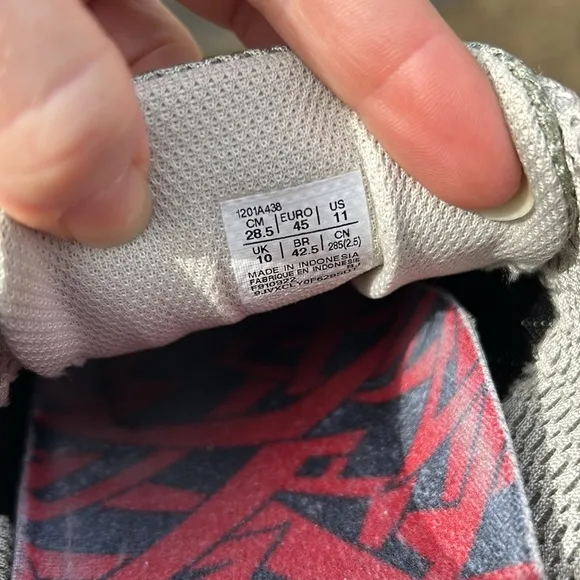 1201A438
CM | EURO | US
28.5 | 45 | 11
UK | BR | CN
10 | 42.5 | 285(2.5)
MADE IN INDONESIA
FABRIQUE EN INDONESIE
F910922